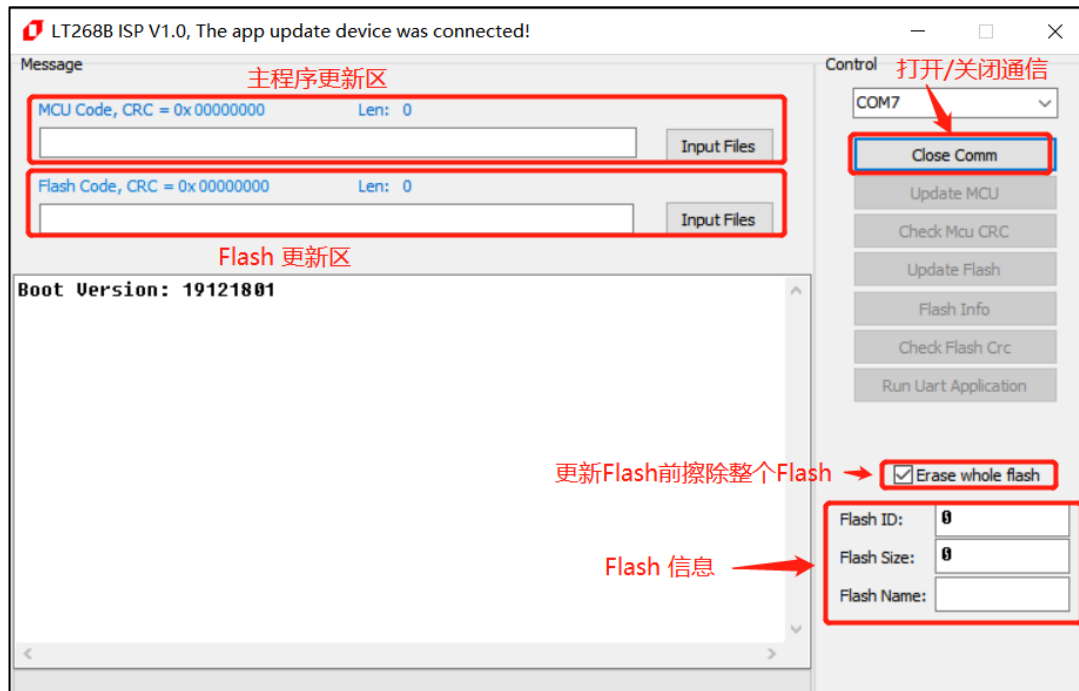 LT268B ISP V1.0, The app update device was connected!
Message
主程序更新区
MCU Code, CRC = 0x00000000 Len: 0
Input Files
Flash Code, CRC = 0x00000000 Len: 0
Input Files
Flash 更新区
Boot Version: 19121801
Control
打开/关闭通信
COM7
Close Comm
Update MCU
Check Mcu CRC
Update Flash
Flash Info
Check Flash Crc
Run Uart Application
更新Flash前擦除整个Flash
Erase whole flash
Flash 信息
Flash ID: 0
Flash Size: 0
Flash Name: